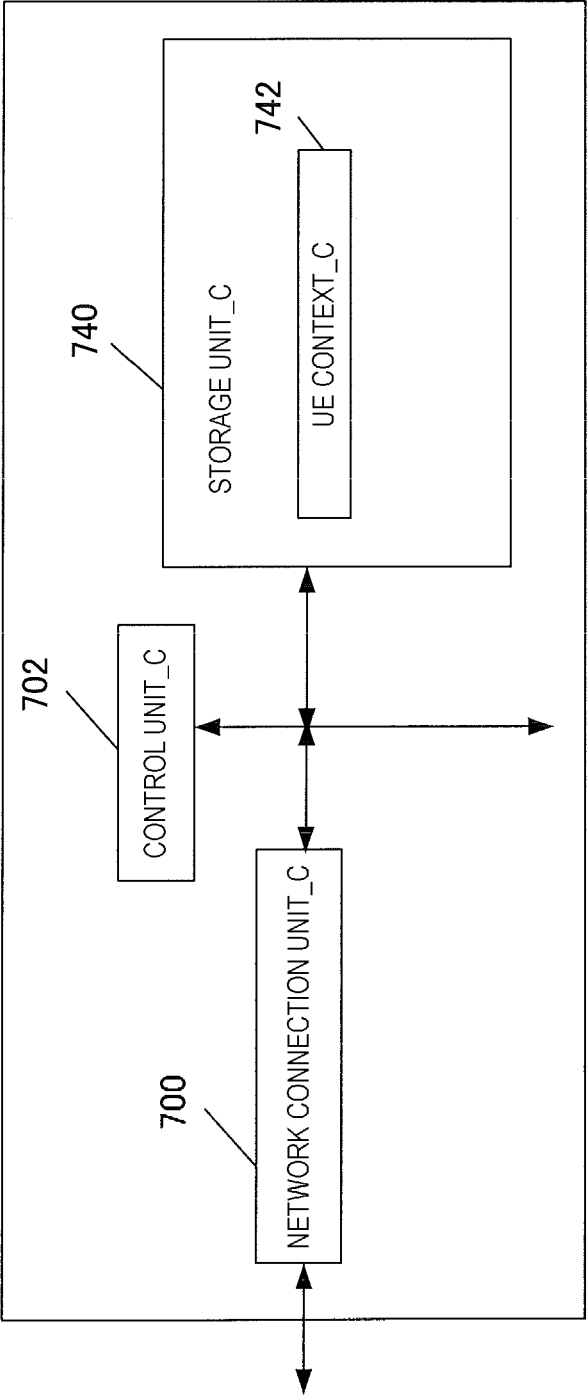 700
NETWORK CONNECTION UNIT_C
702
CONTROL UNIT_C
740
STORAGE UNIT_C
742
UE CONTEXT_C